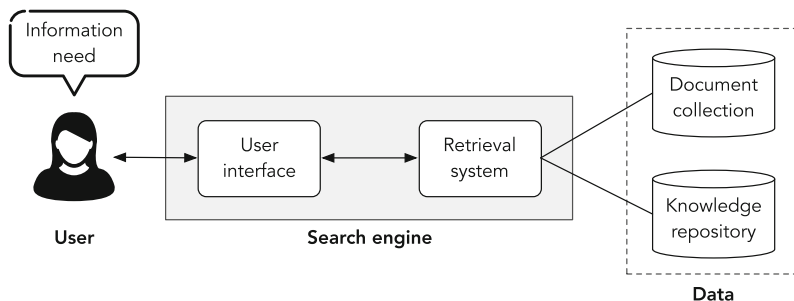 Information
need
User
interface
Retrieval
system
Document
collection
Knowledge
repository
User
Search engine
Data